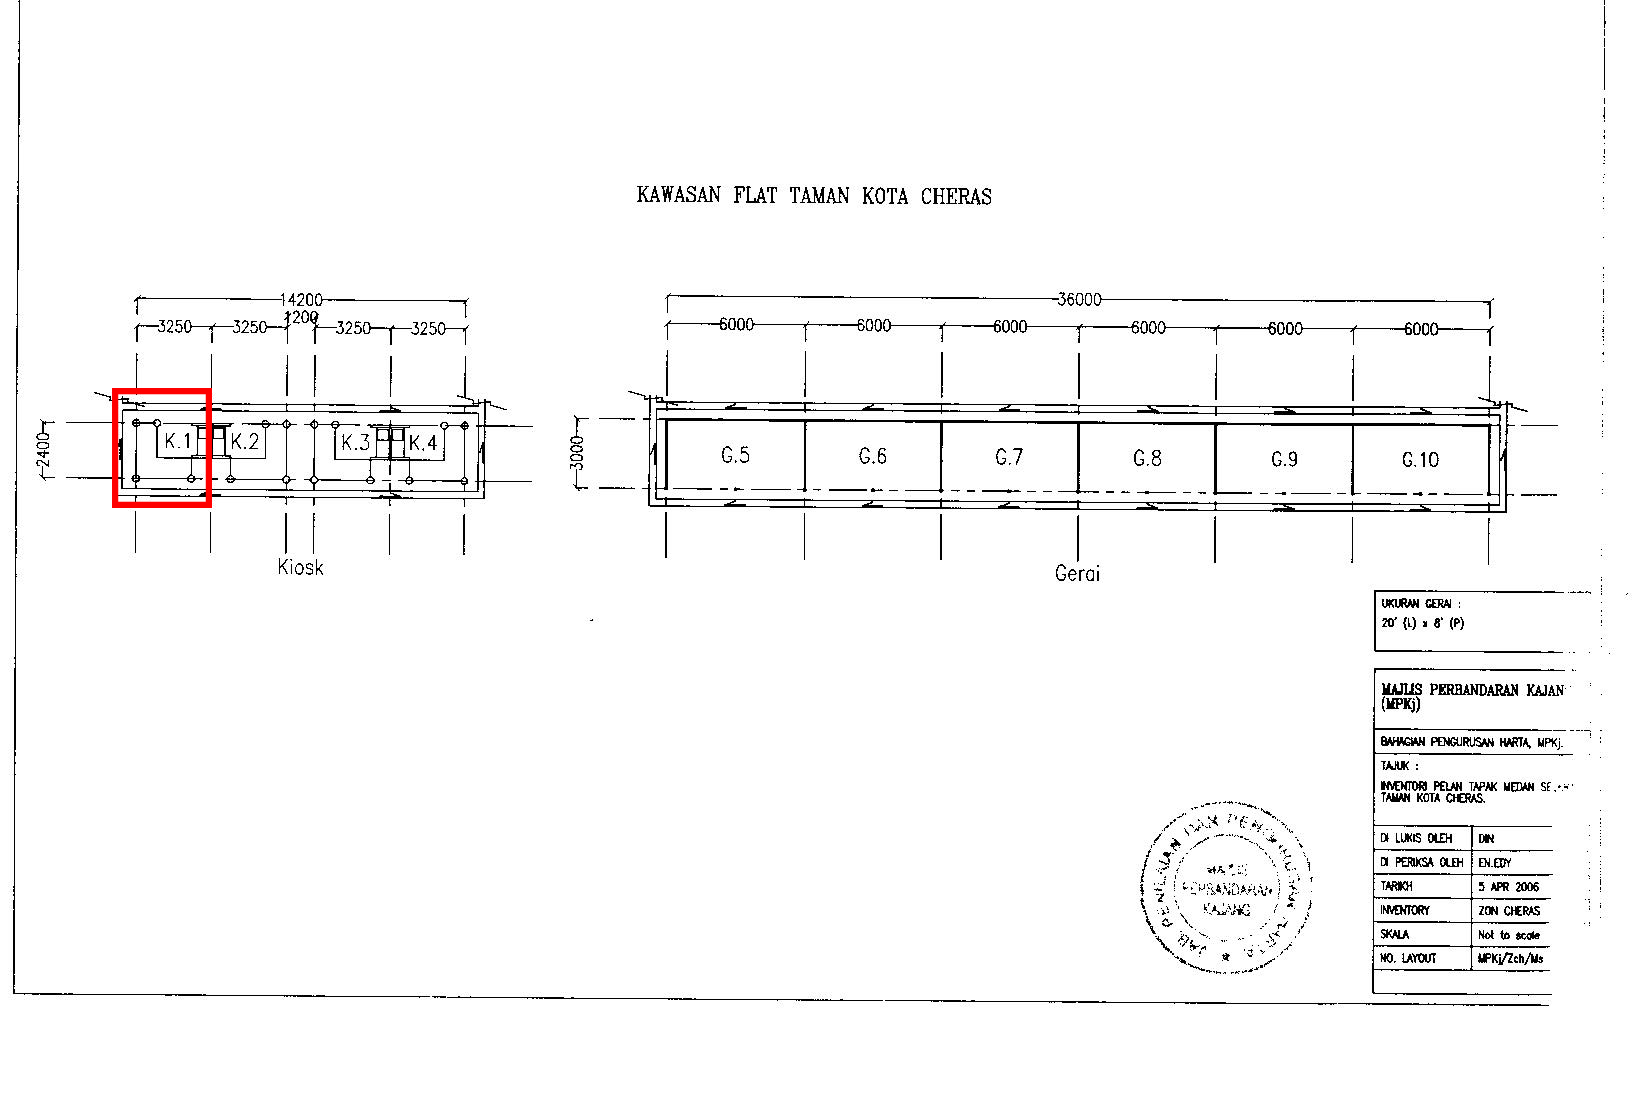 KAWASAN FLAT TAMAN KOTA CHERAS
14200
1200
3250 3250 3250 3250
2400
K.1 K.2 K.3 K.4
Kiosk
36000
6000 6000 6000 6000 6000 6000
3000
G.5 G.6 G.7 G.8 G.9 G.10
Gerai
UKURAN GERAI :
20' (L) x 8' (P)
MAJLIS PERBANDARAN KAJAN
(MPKj)
BAHAGIAN PENGURUSAN HARTA, MPKj.
TAJUK :
INVENTORI PELAN TAPAK MEDAN
TAMAN KOTA CHERAS.
DI LUKIS OLEH DIN
DI PERIKSA OLEH EN.EDY
TARIKH 5 APR 2006
INVENTORY ZON CHERAS
SKALA Not to scale
NO. LAYOUT MPKj/Zch/Ms
JAB. PENILAIAN DAN PENGURUSAN HARTA
MAJLIS
PERBANDARAN
KAJANG